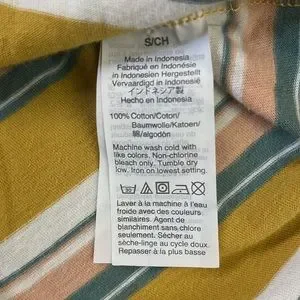 S/CH
Made in Indonesia
Fabriqué en Indonésie
in Indonesien Hergestellt
Vervaardigd in Indonesië
インドネシア製
Hecho en Indonesia
100% Cotton/Coton/
Baumwolle/Katoen/
綿/algodón
Machine wash cold with
like colors. Non-chlorine
bleach only. Tumble dry
low. Iron on lowest setting.
Laver à la machine à l'eau
froide avec des couleurs
similaires. Agent de
blanchiment sans chlore
seulement. Sécher au
sèche-linge au cycle doux.
Repasser à la plus basse